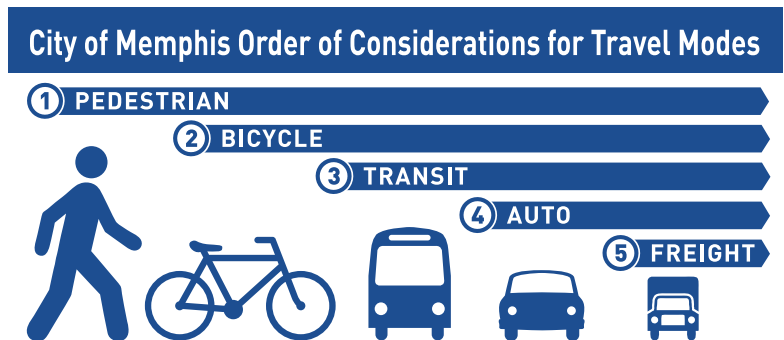 City of Memphis Order of Considerations for Travel Modes
1 PEDESTRIAN
2 BICYCLE
3 TRANSIT
4 AUTO
5 FREIGHT